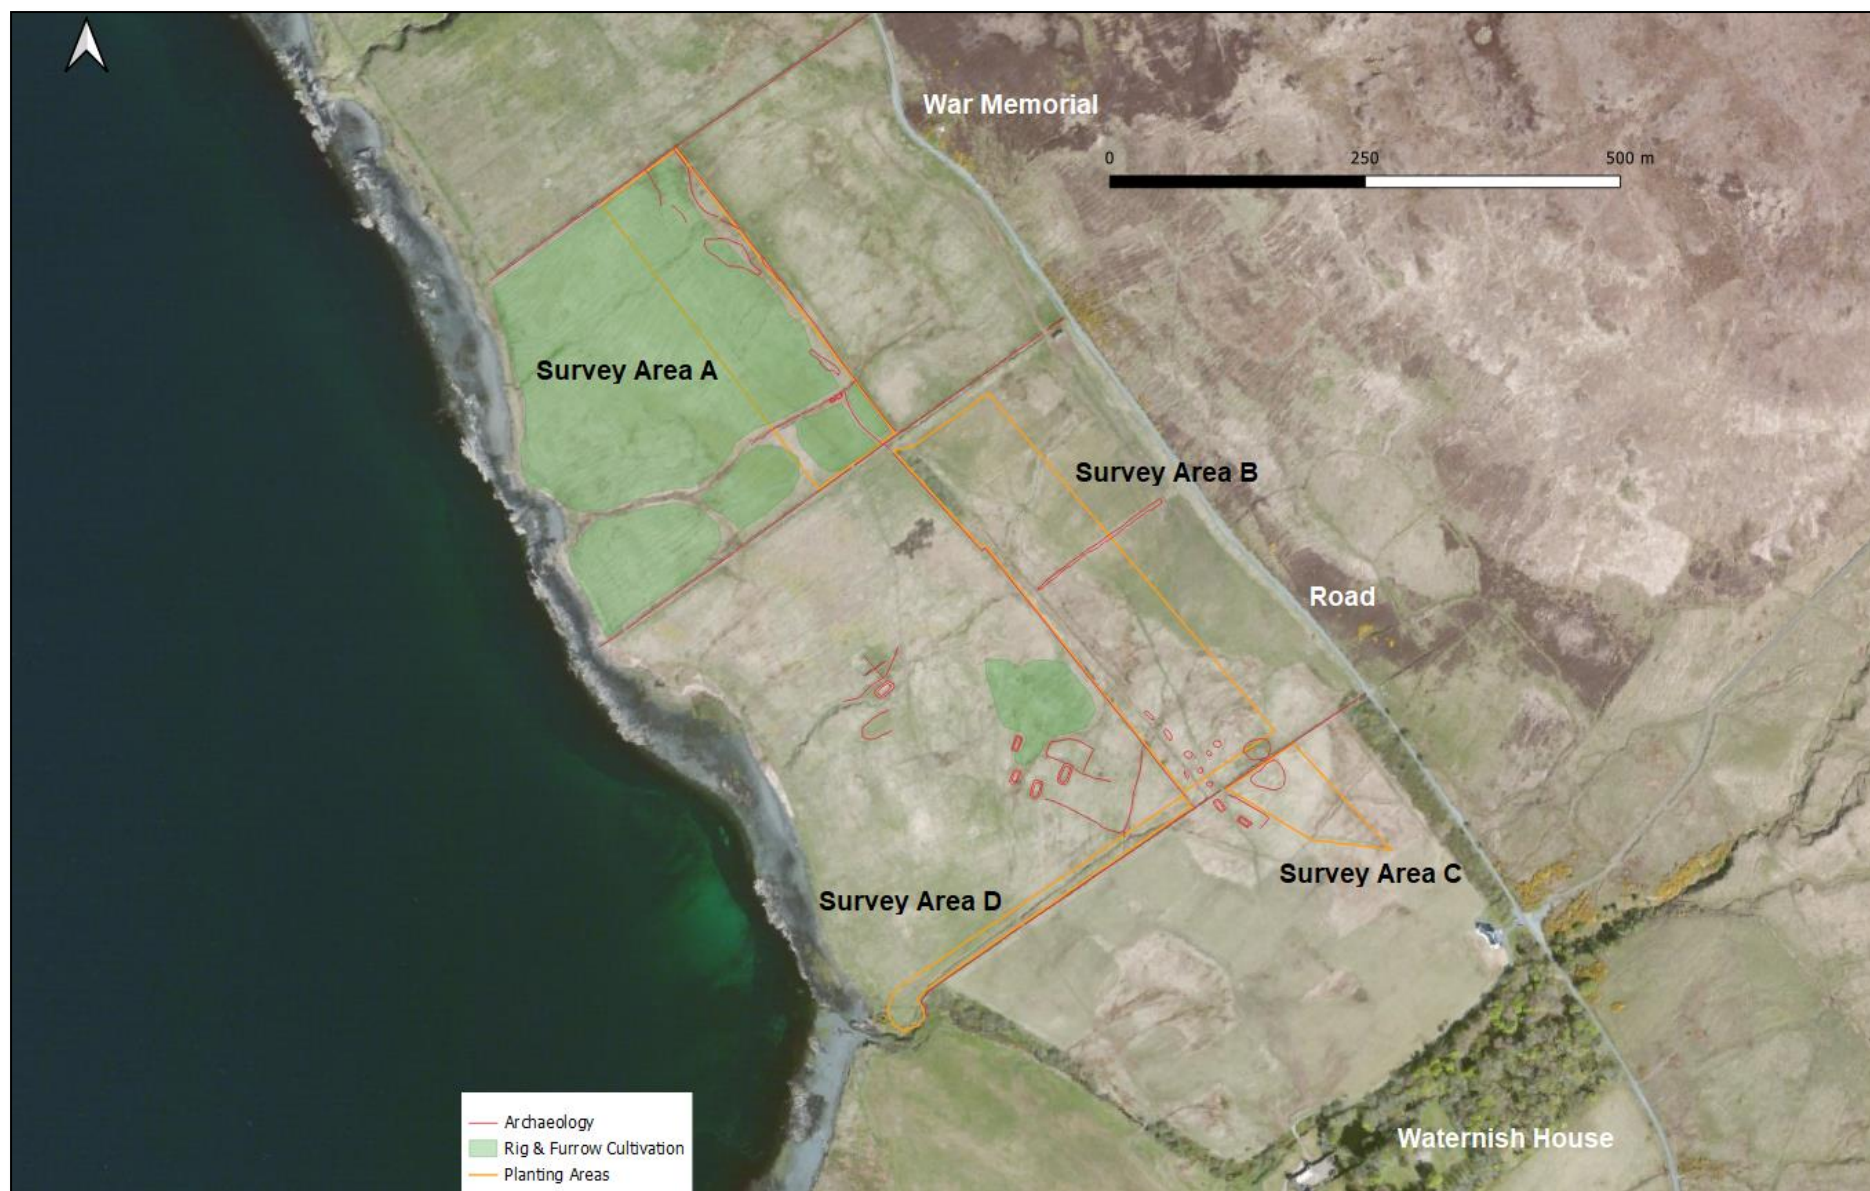 War Memorial
0 250 500 m
Survey Area A
Survey Area B
Road
Survey Area C
Survey Area D
Archaeology
Rig & Furrow Cultivation
Planting Areas
Waternish House